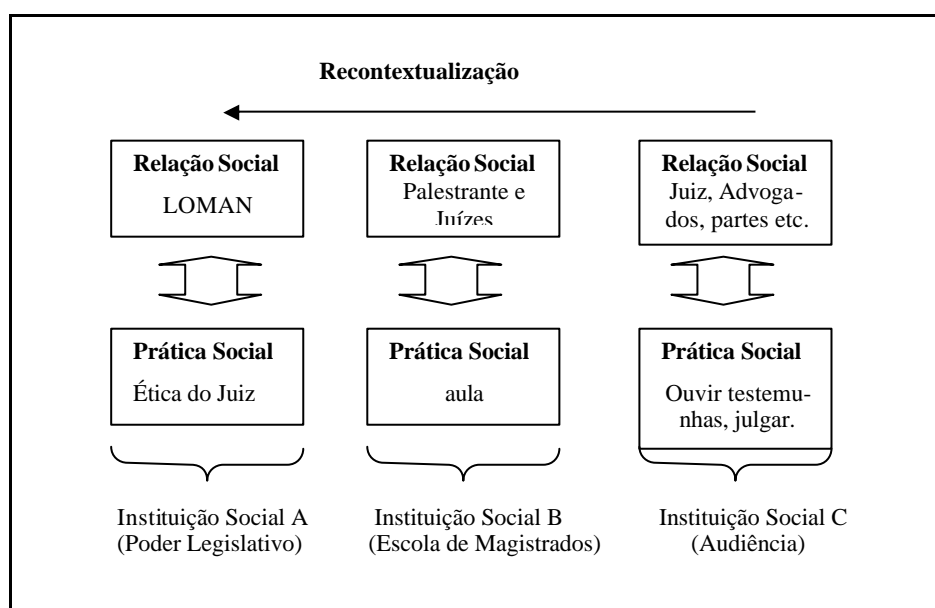 Recontextualização
Relação Social
LOMAN
Relação Social
Palestrante e
Juízes
Relação Social
Juiz, Advoga-
dos, partes etc.
Prática Social
Ética do Juiz
Prática Social
aula
Prática Social
Ouvir testemu-
nhas, julgar.
Instituição Social A
(Poder Legislativo)
Instituição Social B
(Escola de Magistrados)
Instituição Social C
(Audiência)